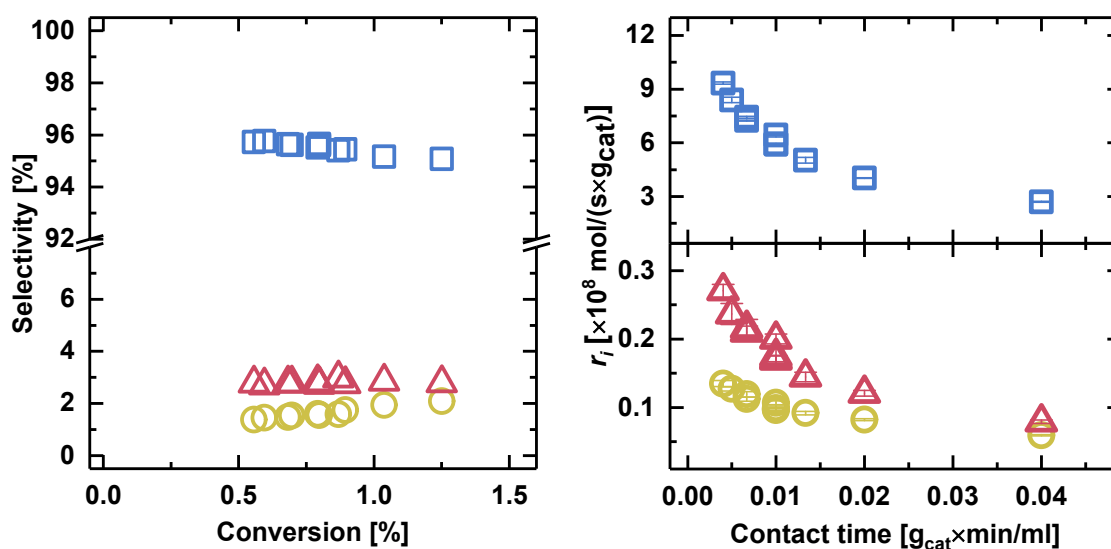 100
98
96
94
92
6
4
2
0
Selectivity [%]
0.0 0.5 1.0 1.5
Conversion [%]
12
9
6
3
0.3
0.2
0.1
r_i [×10⁸ mol/(s×g_cat)]
0.00 0.01 0.02 0.03 0.04
Contact time [g_cat×min/ml]